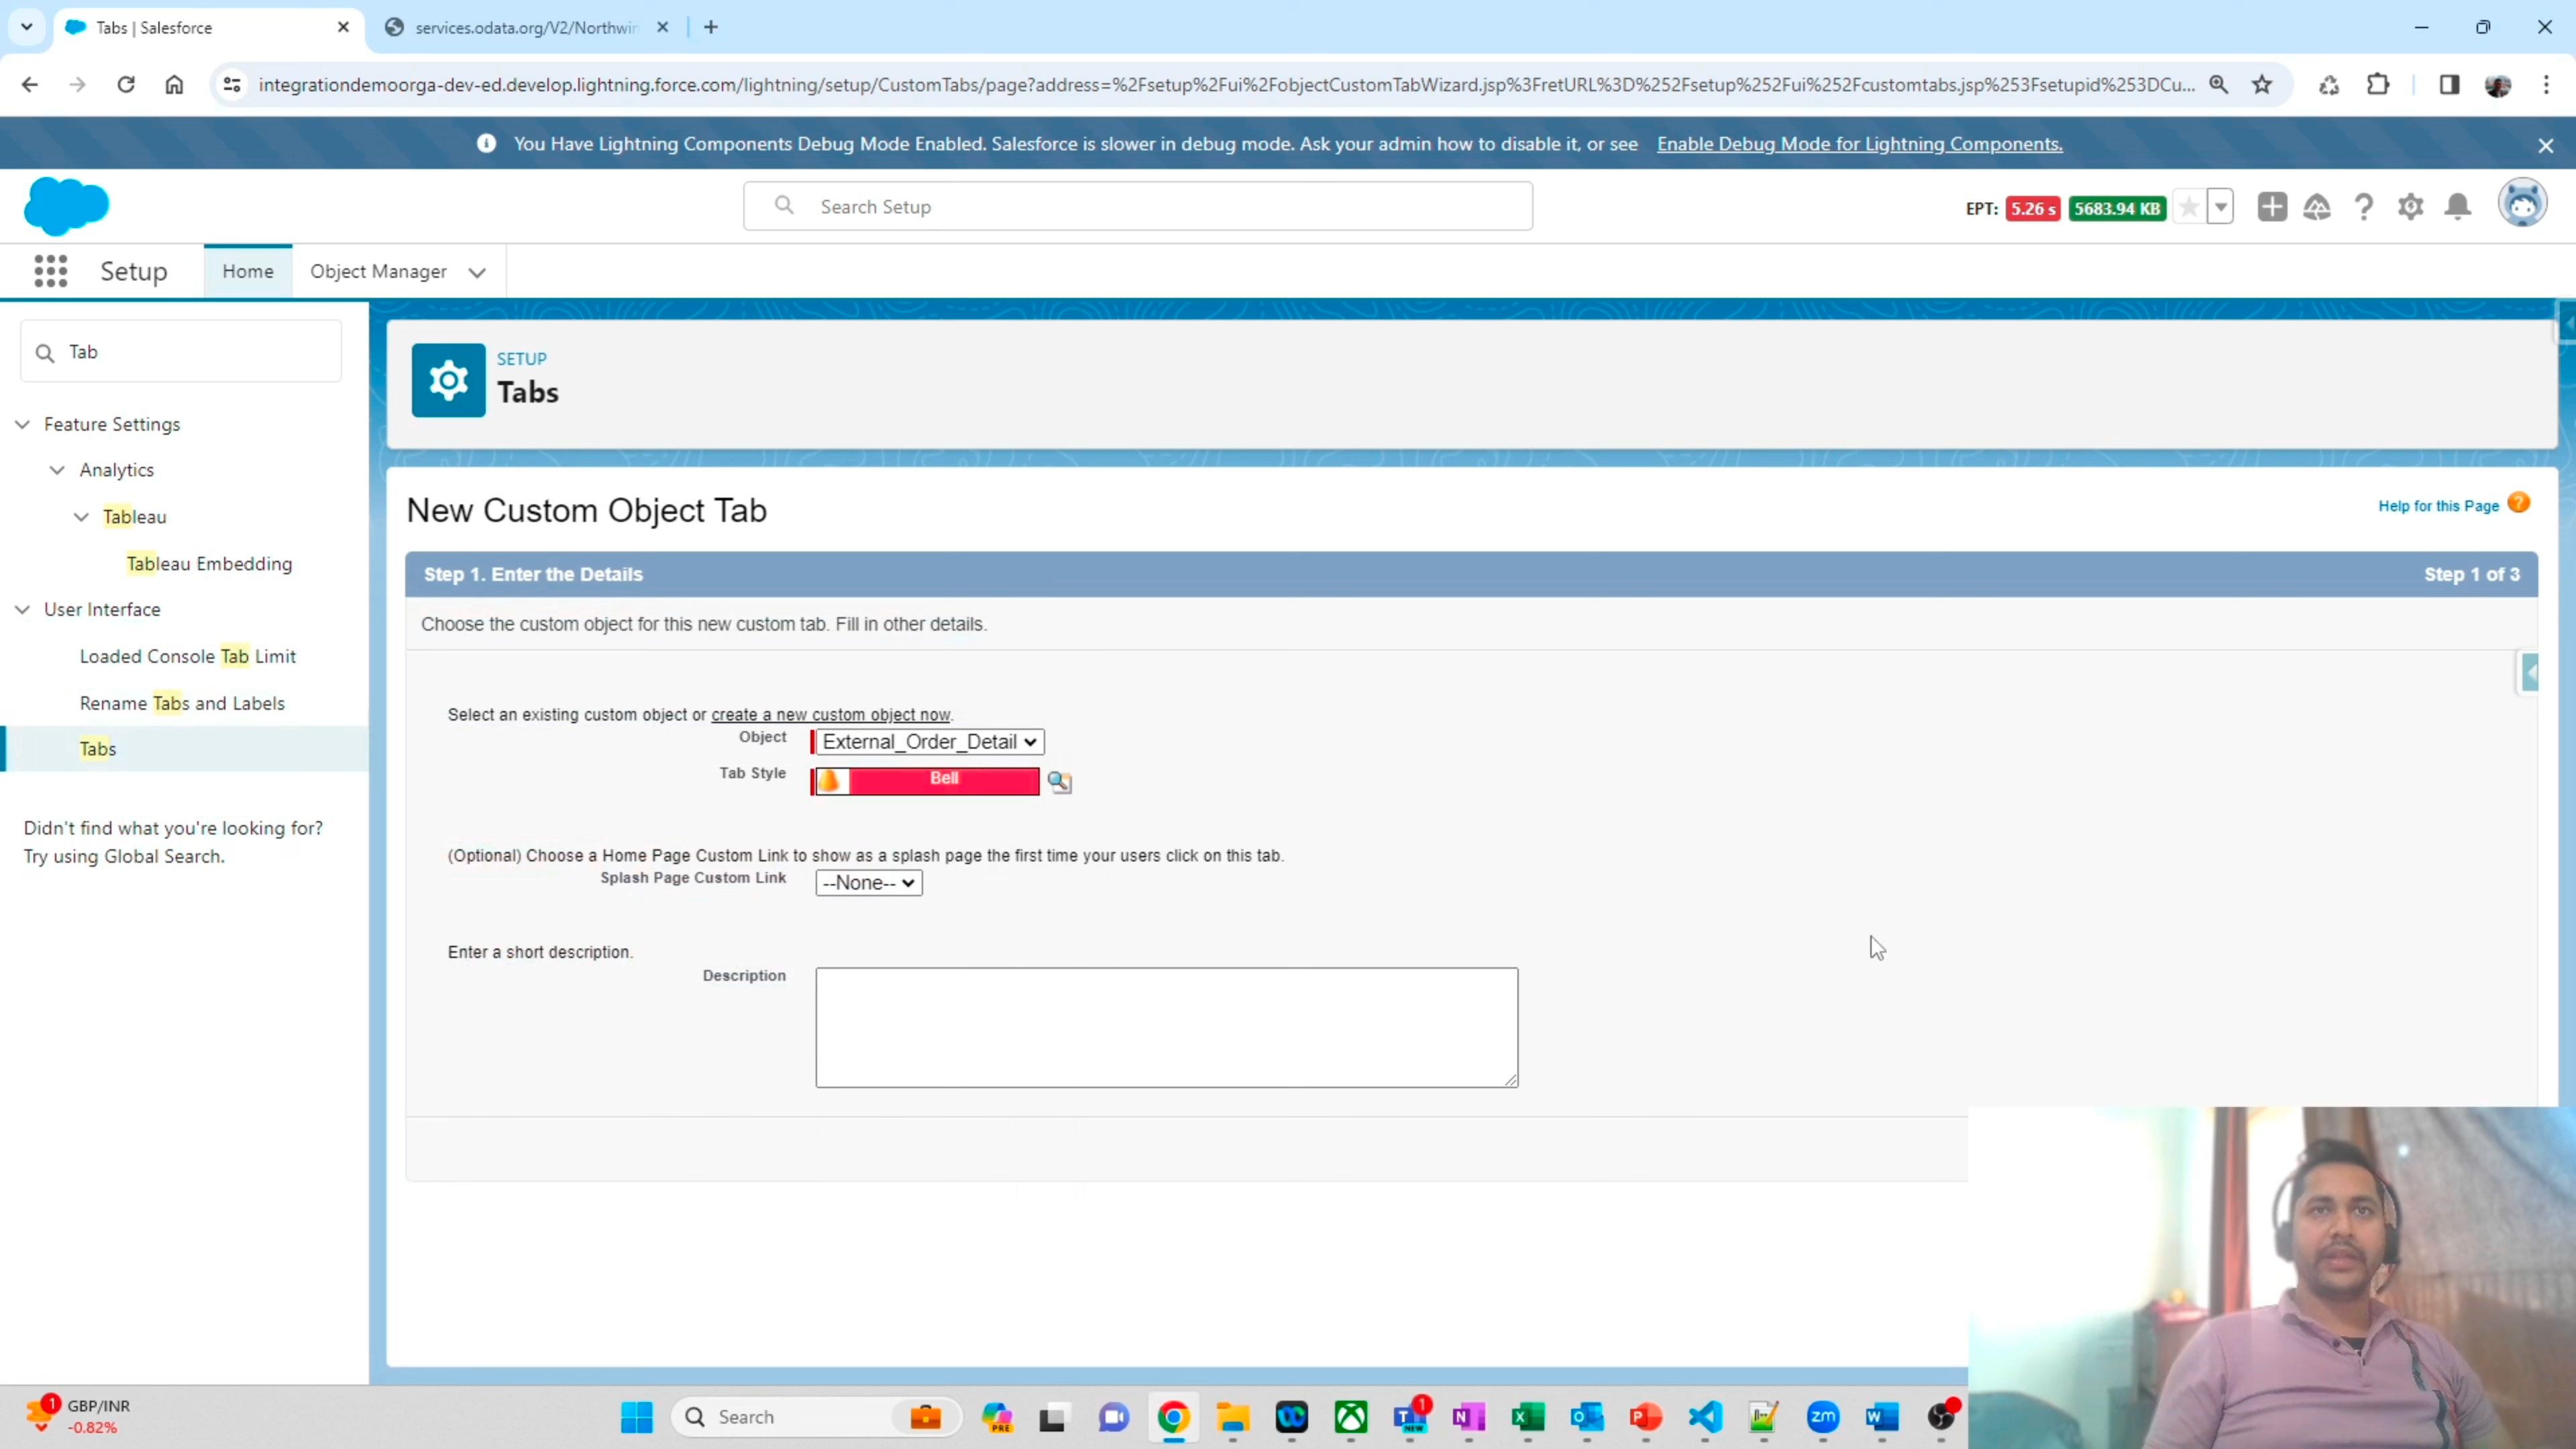 Tabs | Salesforce
services.odata.org/V2/Northwin
integrationdemoorga-dev-ed.develop.lightning.force.com/lightning/setup/CustomTabs/page?address=%2Fsetup%2Fui%2FobjectCustomTabWizard.jsp%3FretURL%3D%252Fsetup%252Fui%252Fcustomtabs.jsp%253Fsetupid%253DCu...
You Have Lightning Components Debug Mode Enabled. Salesforce is slower in debug mode. Ask your admin how to disable it, or see Enable Debug Mode for Lightning Components.
Search Setup
EPT: 5.26 s 5683.94 KB
Setup
Home
Object Manager
Tab
Feature Settings
Analytics
Tableau
Tableau Embedding
User Interface
Loaded Console Tab Limit
Rename Tabs and Labels
Tabs
Didn't find what you're looking for?
Try using Global Search.
SETUP
Tabs
New Custom Object Tab
Help for this Page ?
Step 1. Enter the Details
Step 1 of 3
Choose the custom object for this new custom tab. Fill in other details.
Select an existing custom object or create a new custom object now.
Object
External_Order_Detail
Tab Style
Bell
(Optional) Choose a Home Page Custom Link to show as a splash page the first time your users click on this tab.
Splash Page Custom Link
--None--
Enter a short description.
Description
1
GBP/INR
-0.82%
Search
PRE
1
NEW
zm